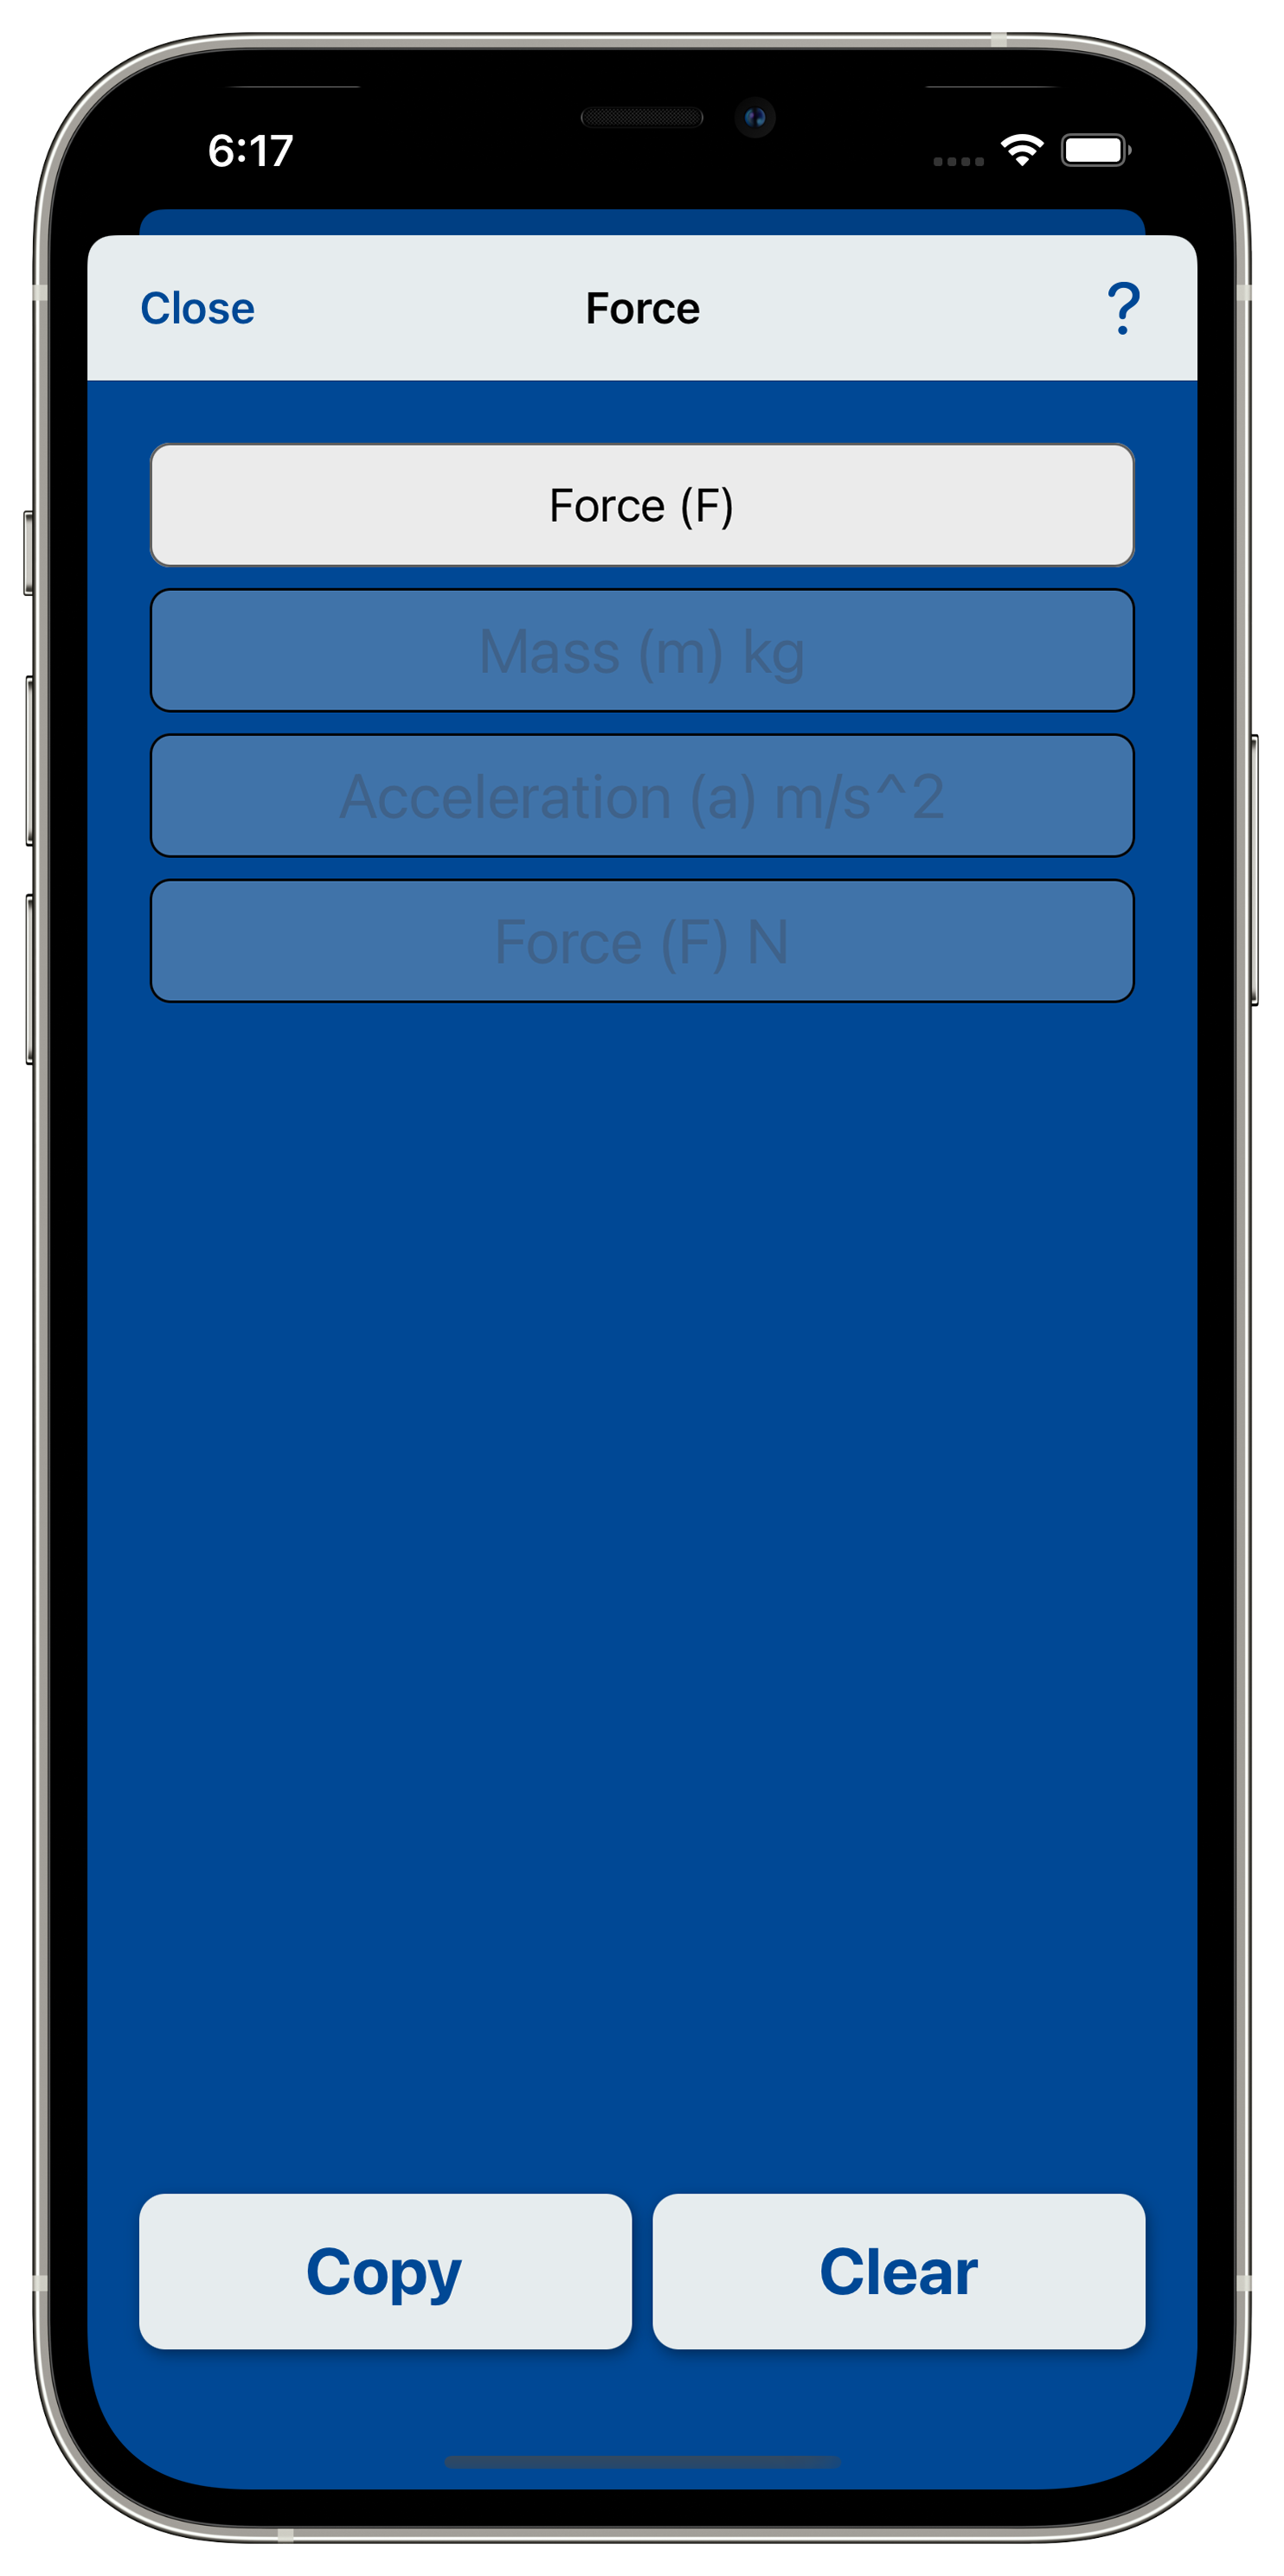 6:17
Close Force ?
Force (F)
Mass (m) kg
Acceleration (a) m/s^2
Force (F) N
Copy Clear